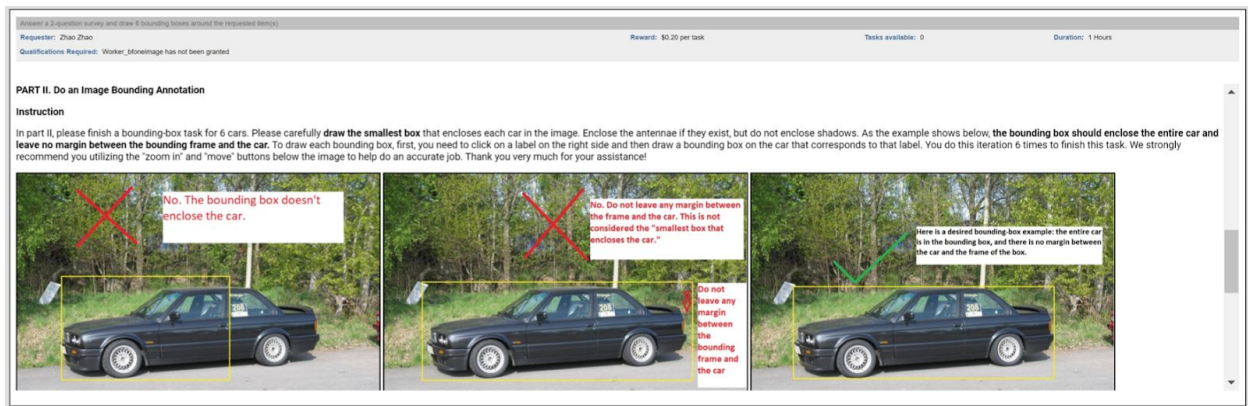 Answer a 2-question survey and draw 6 bounding boxes around the requested item(s)
Requester: Zhao Zhao Reward: $0.20 per task Tasks available: 0 Duration: 1 Hours
Qualifications Required: Worker_bfoneimage has not been granted
PART II. Do an Image Bounding Annotation
Instruction
In part II, please finish a bounding-box task for 6 cars. Please carefully draw the smallest box that encloses each car in the image. Enclose the antennae if they exist, but do not enclose shadows. As the example shows below, the bounding box should enclose the entire car and
leave no margin between the bounding frame and the car. To draw each bounding box, first, you need to click on a label on the right side and then draw a bounding box on the car that corresponds to that label. You do this iteration 6 times to finish this task. We strongly
recommend you utilizing the "zoom in" and "move" buttons below the image to help do an accurate job. Thank you very much for your assistance!
No. The bounding box doesn't
enclose the car.
208
No. Do not leave any margin between
the frame and the car. This is not
considered the "smallest box that
encloses the car."
Do not
leave any
margin
between
the
bounding
frame and
the car
208
Here is a desired bounding-box example: the entire car
is in the bounding box, and there is no margin between
the car and the frame of the box.
208